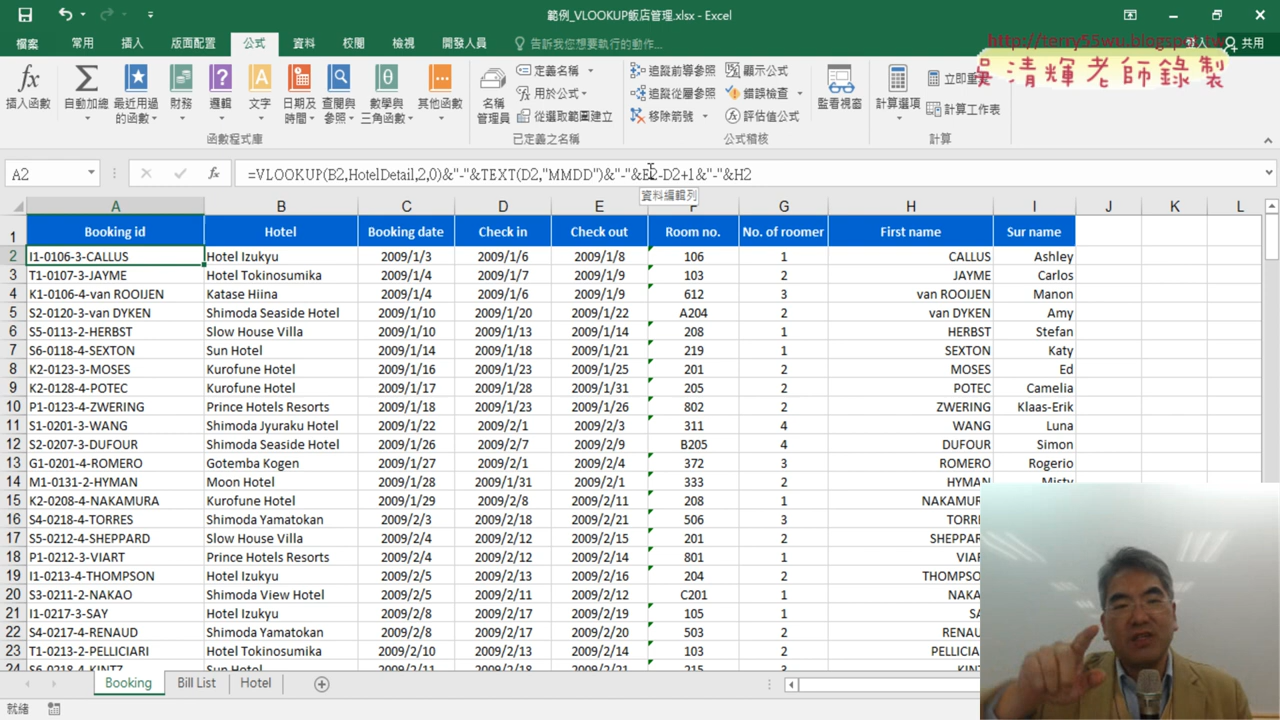 範例_VLOOKUP飯店管理.xlsx - Excel
檔案 常用 插入 版面配置 公式 資料 校閱 檢視 開發人員 告訴我您想要執行的動作... 登入 共用
http://terry55wu.blogspot.tw
吳清輝老師錄製
插入函數 自動加總 最近用過的函數 財務 邏輯 文字 日期及時間 查閱與參照 數學與三角函數 其他函數
函數程式庫
名稱管理員 定義名稱 用於公式 從選取範圍建立
已定義之名稱
追蹤前導參照 追蹤從屬參照 移除箭號 顯示公式 錯誤檢查 評估值公式 監看視窗
公式稽核
計算選項 立即重 計算工作表
計算
A2 fx =VLOOKUP(B2,HotelDetail,2,0)&"-"&TEXT(D2,"MMDD")&"-"&E2-D2+1&"-"&H2
資料編輯列
A B C D E F G H I J K L
1 Booking id Hotel Booking date Check in Check out Room no. No. of roomer First name Sur name
2 I1-0106-3-CALLUS Hotel Izukyu 2009/1/3 2009/1/6 2009/1/8 106 1 CALLUS Ashley
3 T1-0107-3-JAYME Hotel Tokinosumika 2009/1/4 2009/1/7 2009/1/9 103 2 JAYME Carlos
4 K1-0106-4-van ROOIJEN Katase Hiina 2009/1/4 2009/1/6 2009/1/9 612 3 van ROOIJEN Manon
5 S2-0120-3-van DYKEN Shimoda Seaside Hotel 2009/1/10 2009/1/20 2009/1/22 A204 2 van DYKEN Amy
6 S5-0113-2-HERBST Slow House Villa 2009/1/10 2009/1/13 2009/1/14 208 1 HERBST Stefan
7 S6-0118-4-SEXTON Sun Hotel 2009/1/14 2009/1/18 2009/1/21 219 1 SEXTON Katy
8 K2-0123-3-MOSES Kurofune Hotel 2009/1/16 2009/1/23 2009/1/25 201 2 MOSES Ed
9 K2-0128-4-POTEC Kurofune Hotel 2009/1/17 2009/1/28 2009/1/31 205 2 POTEC Camelia
10 P1-0123-4-ZWERING Prince Hotels Resorts 2009/1/18 2009/1/23 2009/1/26 802 2 ZWERING Klaas-Erik
11 S1-0201-3-WANG Shimoda Jyuraku Hotel 2009/1/22 2009/2/1 2009/2/3 311 4 WANG Luna
12 S2-0207-3-DUFOUR Shimoda Seaside Hotel 2009/1/26 2009/2/7 2009/2/9 B205 4 DUFOUR Simon
13 G1-0201-4-ROMERO Gotemba Kogen 2009/1/27 2009/2/1 2009/2/4 372 3 ROMERO Rogerio
14 M1-0131-2-HYMAN Moon Hotel 2009/1/28 2009/1/31 2009/2/1 333 2 HYMAN Misty
15 K2-0208-4-NAKAMURA Kurofune Hotel 2009/1/29 2009/2/8 2009/2/11 208 1 NAKAMUR
16 S4-0218-4-TORRES Shimoda Yamatokan 2009/2/3 2009/2/18 2009/2/21 506 3 TORR
17 S5-0212-4-SHEPPARD Slow House Villa 2009/2/4 2009/2/12 2009/2/15 201 2 SHEPPAR
18 P1-0212-3-VIART Prince Hotels Resorts 2009/2/4 2009/2/12 2009/2/14 801 1 VIAR
19 I1-0213-4-THOMPSON Hotel Izukyu 2009/2/5 2009/2/13 2009/2/16 204 2 THOMPSO
20 S3-0211-2-NAKAO Shimoda View Hotel 2009/2/5 2009/2/11 2009/2/12 C201 1 NAKA
21 I1-0217-3-SAY Hotel Izukyu 2009/2/8 2009/2/17 2009/2/19 105 1 SA
22 S4-0217-4-RENAUD Shimoda Yamatokan 2009/2/8 2009/2/17 2009/2/20 503 2 RENAU
23 T1-0213-2-PELLICIARI Hotel Tokinosumika 2009/2/10 2009/2/13 2009/2/14 103 2 PELLICIAR
24 S6-0218-4-KINTZ Sun Hotel 2009/2/11 2009/2/18 2009/2/21 215 3 KINT
Booking Bill List Hotel
就緒